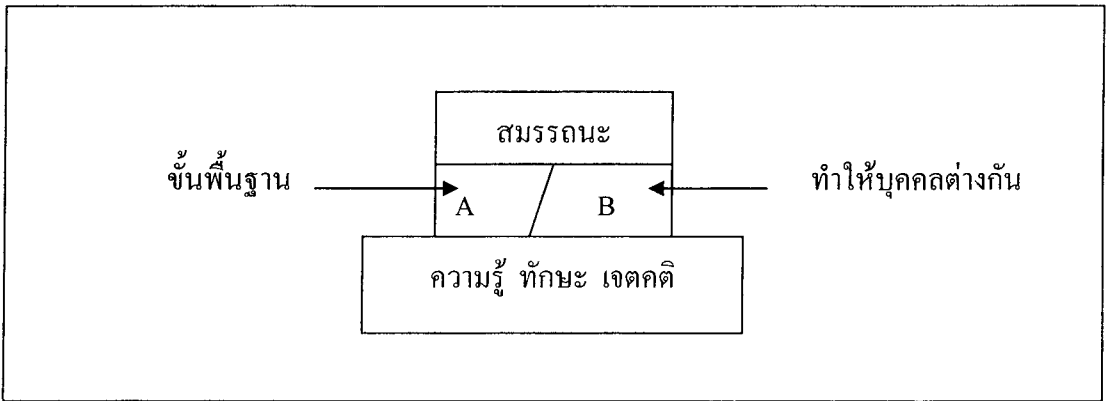 สมรรถนะ
ขั้นพื้นฐาน
ทำให้บุคคลต่างกัน
A
B
ความรู้ ทักษะ เจตคติ